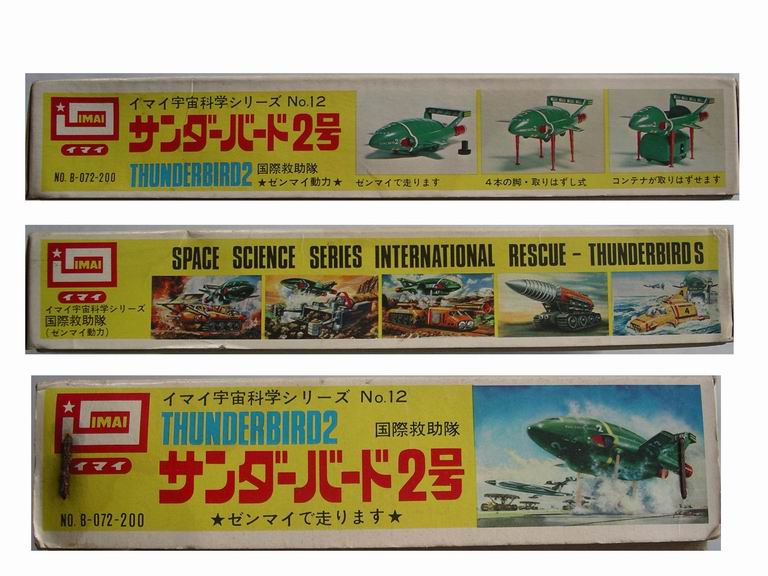 イマイ宇宙科学シリーズ No.12
IMAI
サンダーバード2号
イマイ
THUNDERBIRD2 国際救助隊
NO. B-072-200
★ゼンマイ動力★
ゼンマイで走ります
4本の脚・取りはずし式
コンテナが取りはずせます
IMAI
SPACE SCIENCE SERIES INTERNATIONAL RESCUE - THUNDERBIRDS
イマイ
イマイ宇宙科学シリーズ
国際救助隊
(ゼンマイ動力)
4
イマイ宇宙科学シリーズ No.12
IMAI
THUNDERBIRD2 国際救助隊
イマイ
サンダーバード2号
NO. B-072-200
★ゼンマイで走ります★
2